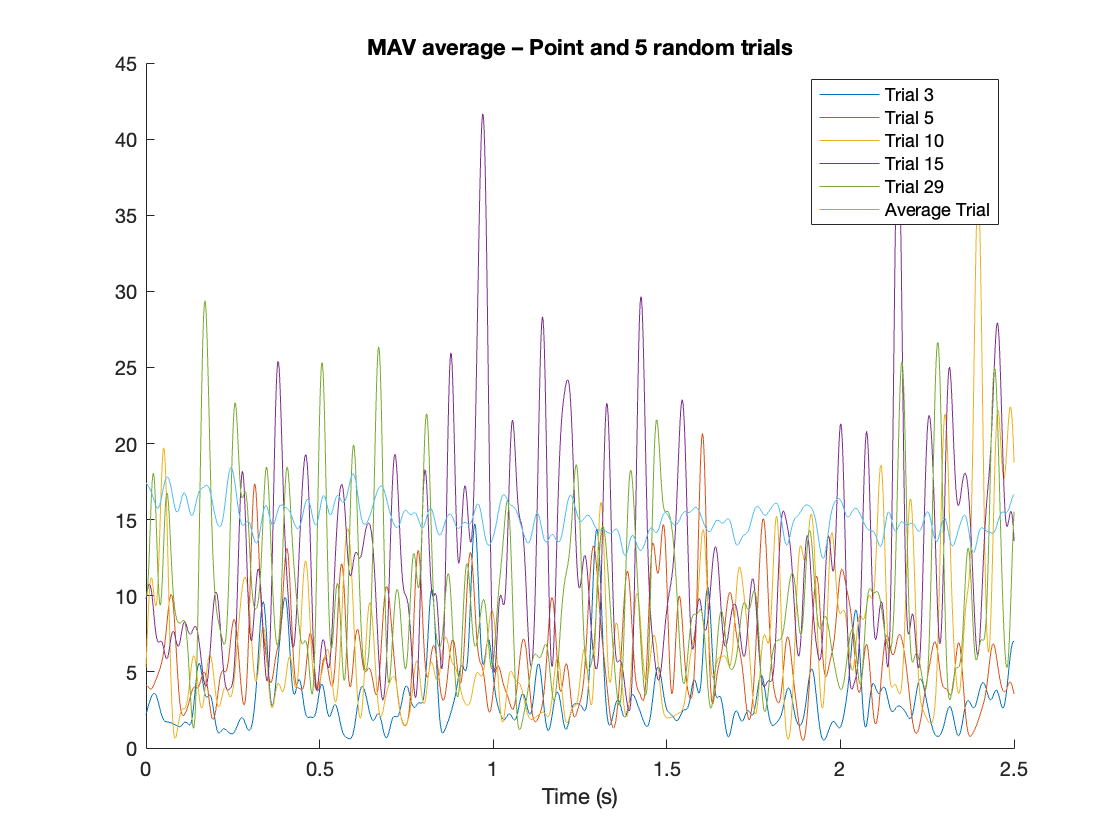 MAV average – Point and 5 random trials
45
40
35
30
25
20
15
10
5
0
Trial 3
Trial 5
Trial 10
Trial 15
Trial 29
Average Trial
0
0.5
1
1.5
2
2.5
Time (s)